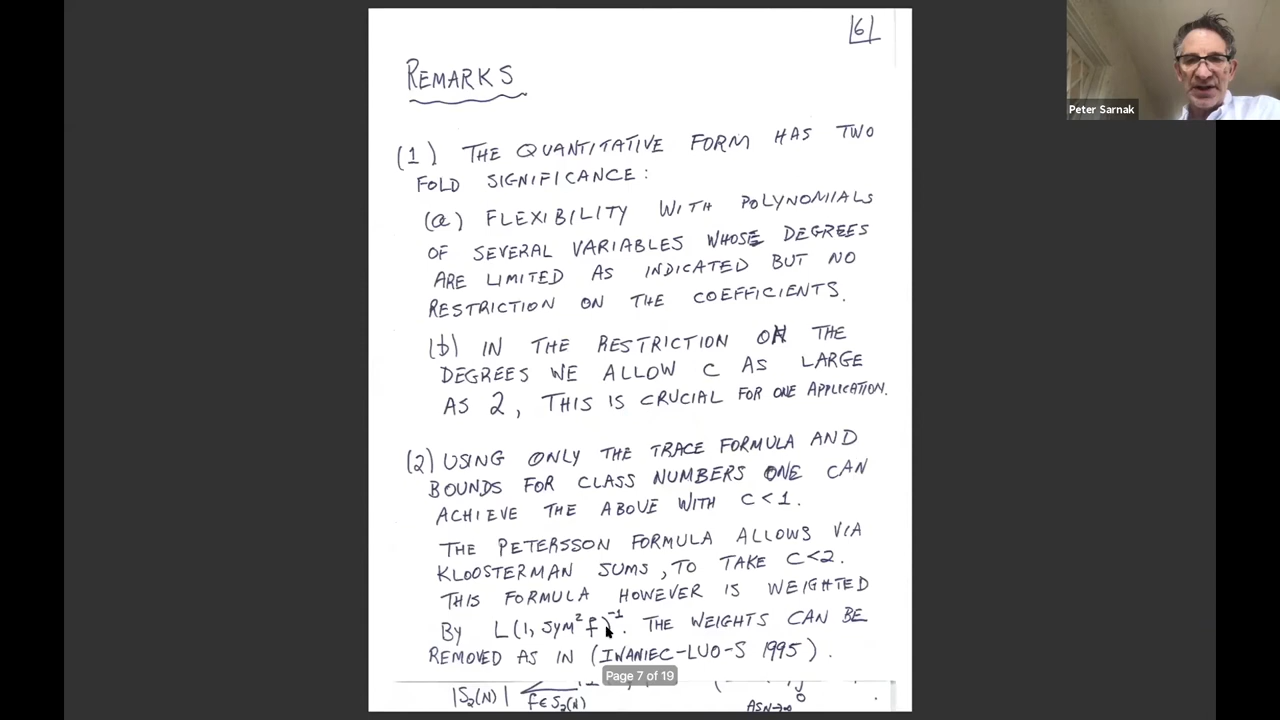 6
REMARKS
(1) THE QUANTITATIVE FORM HAS TWO
FOLD SIGNIFICANCE:
(a) FLEXIBILITY WITH POLYNOMIALS
OF SEVERAL VARIABLES WHOSE DEGREES
ARE LIMITED AS INDICATED BUT NO
RESTRICTION ON THE COEFFICIENTS.
(b) IN THE RESTRICTION ON THE
DEGREES WE ALLOW C AS LARGE
AS 2, THIS IS CRUCIAL FOR ONE APPLICATION.
(2) USING ONLY THE TRACE FORMULA AND
BOUNDS FOR CLASS NUMBERS ONE CAN
ACHIEVE THE ABOVE WITH C<1.
THE PETERSSON FORMULA ALLOWS VIA
KLOOSTERMAN SUMS, TO TAKE C<2.
THIS FORMULA HOWEVER IS WEIGHTED
BY L(1, SYM² f)⁻¹. THE WEIGHTS CAN BE
REMOVED AS IN (IWANIEC-LUO-S 1995).
Page 7 of 19
|S₂(N)| f∈S₂(N) AS N→∞ 0
Peter Sarnak